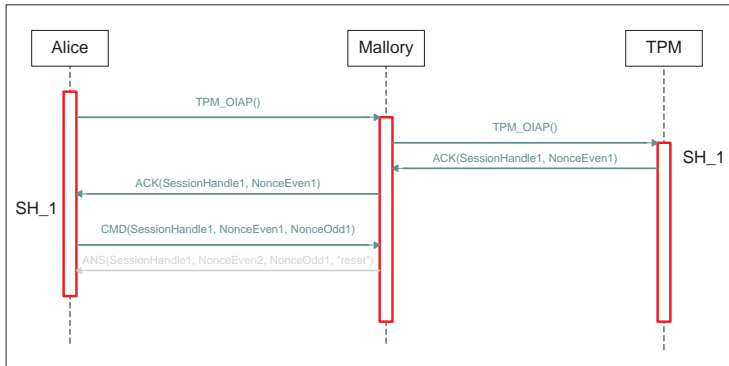 Alice
Mallory
TPM
TPM_OIAP()
TPM_OIAP()
ACK(SessionHandle1, NonceEven1)
SH_1
ACK(SessionHandle1, NonceEven1)
SH_1
CMD(SessionHandle1, NonceEven1, NonceOdd1)
ANS(SessionHandle1, NonceEven2, NonceOdd1, "reset")